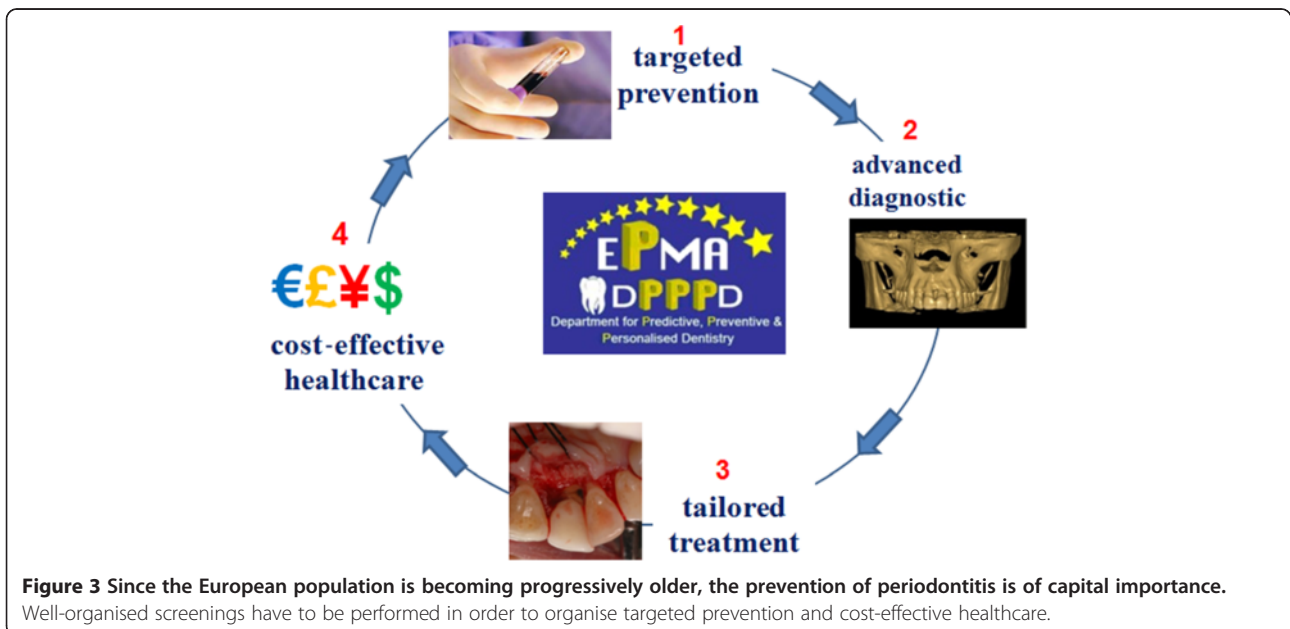 1
targeted
prevention
2
advanced
diagnostic
4
€£¥$
cost-effective
healthcare
EPMA
DPPPD
Department for Predictive, Preventive &
Personalised Dentistry
3
tailored
treatment
Figure 3 Since the European population is becoming progressively older, the prevention of periodontitis is of capital importance.
Well-organised screenings have to be performed in order to organise targeted prevention and cost-effective healthcare.